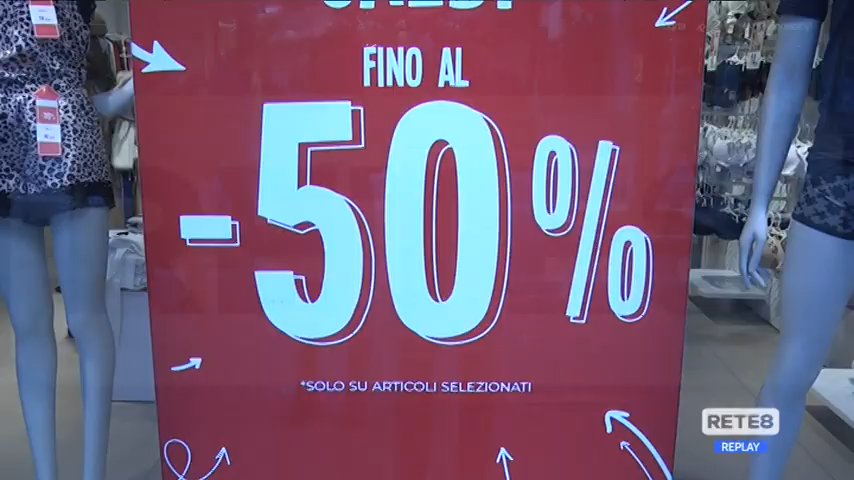 FINO AL
-50%
*SOLO SU ARTICOLI SELEZIONATI
RETE8
REPLAY